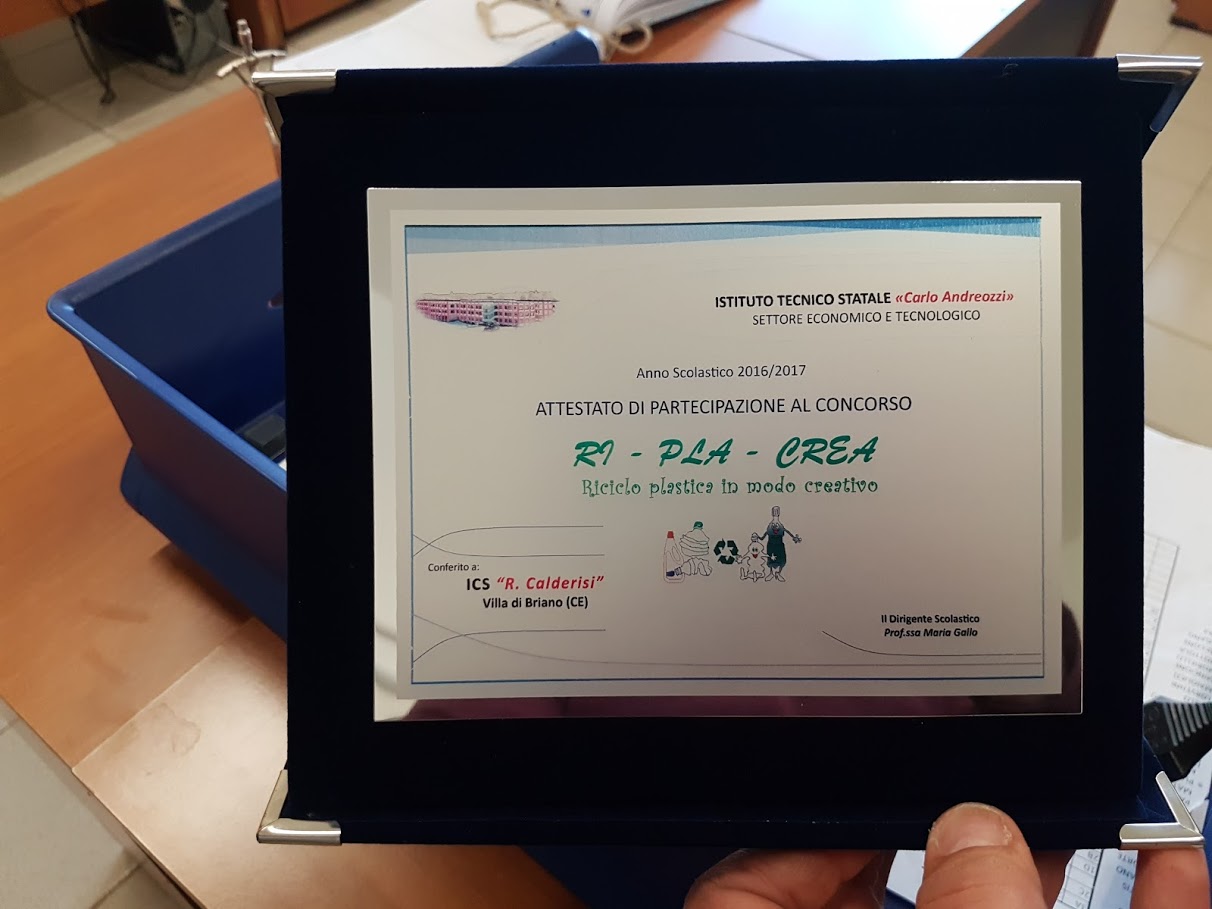 ISTITUTO TECNICO STATALE «Carlo Andreozzi»
SETTORE ECONOMICO E TECNOLOGICO
Anno Scolastico 2016/2017
ATTESTATO DI PARTECIPAZIONE AL CONCORSO
RI - PLA - CREA
Riciclo plastica in modo creativo
Conferito a:
ICS "R. Calderisi"
Villa di Briano (CE)
Il Dirigente Scolastico
Prof.ssa Maria Gallo